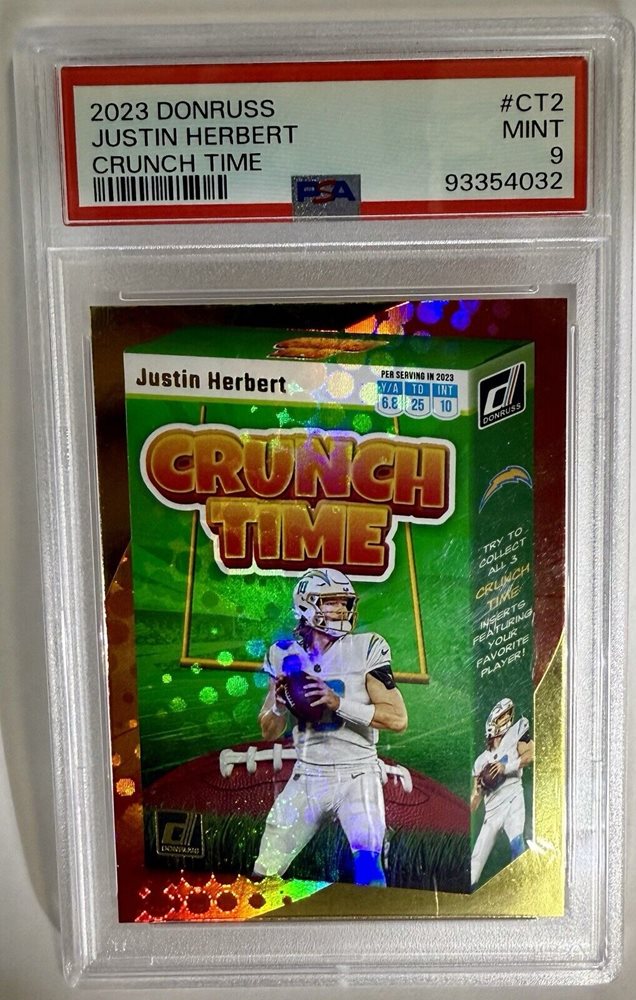 2023 DONRUSS #CT2
JUSTIN HERBERT MINT
CRUNCH TIME 9
93354032
PSA
Justin Herbert
PER SERVING IN 2023
Y/A TD INT
6.8 25 10
DONRUSS
CRUNCH
TIME
TRY TO
COLLECT
ALL 3
CRUNCH
TIME
INSERTS
FEATURING
YOUR
FAVORITE
PLAYER!
10
DONRUSS